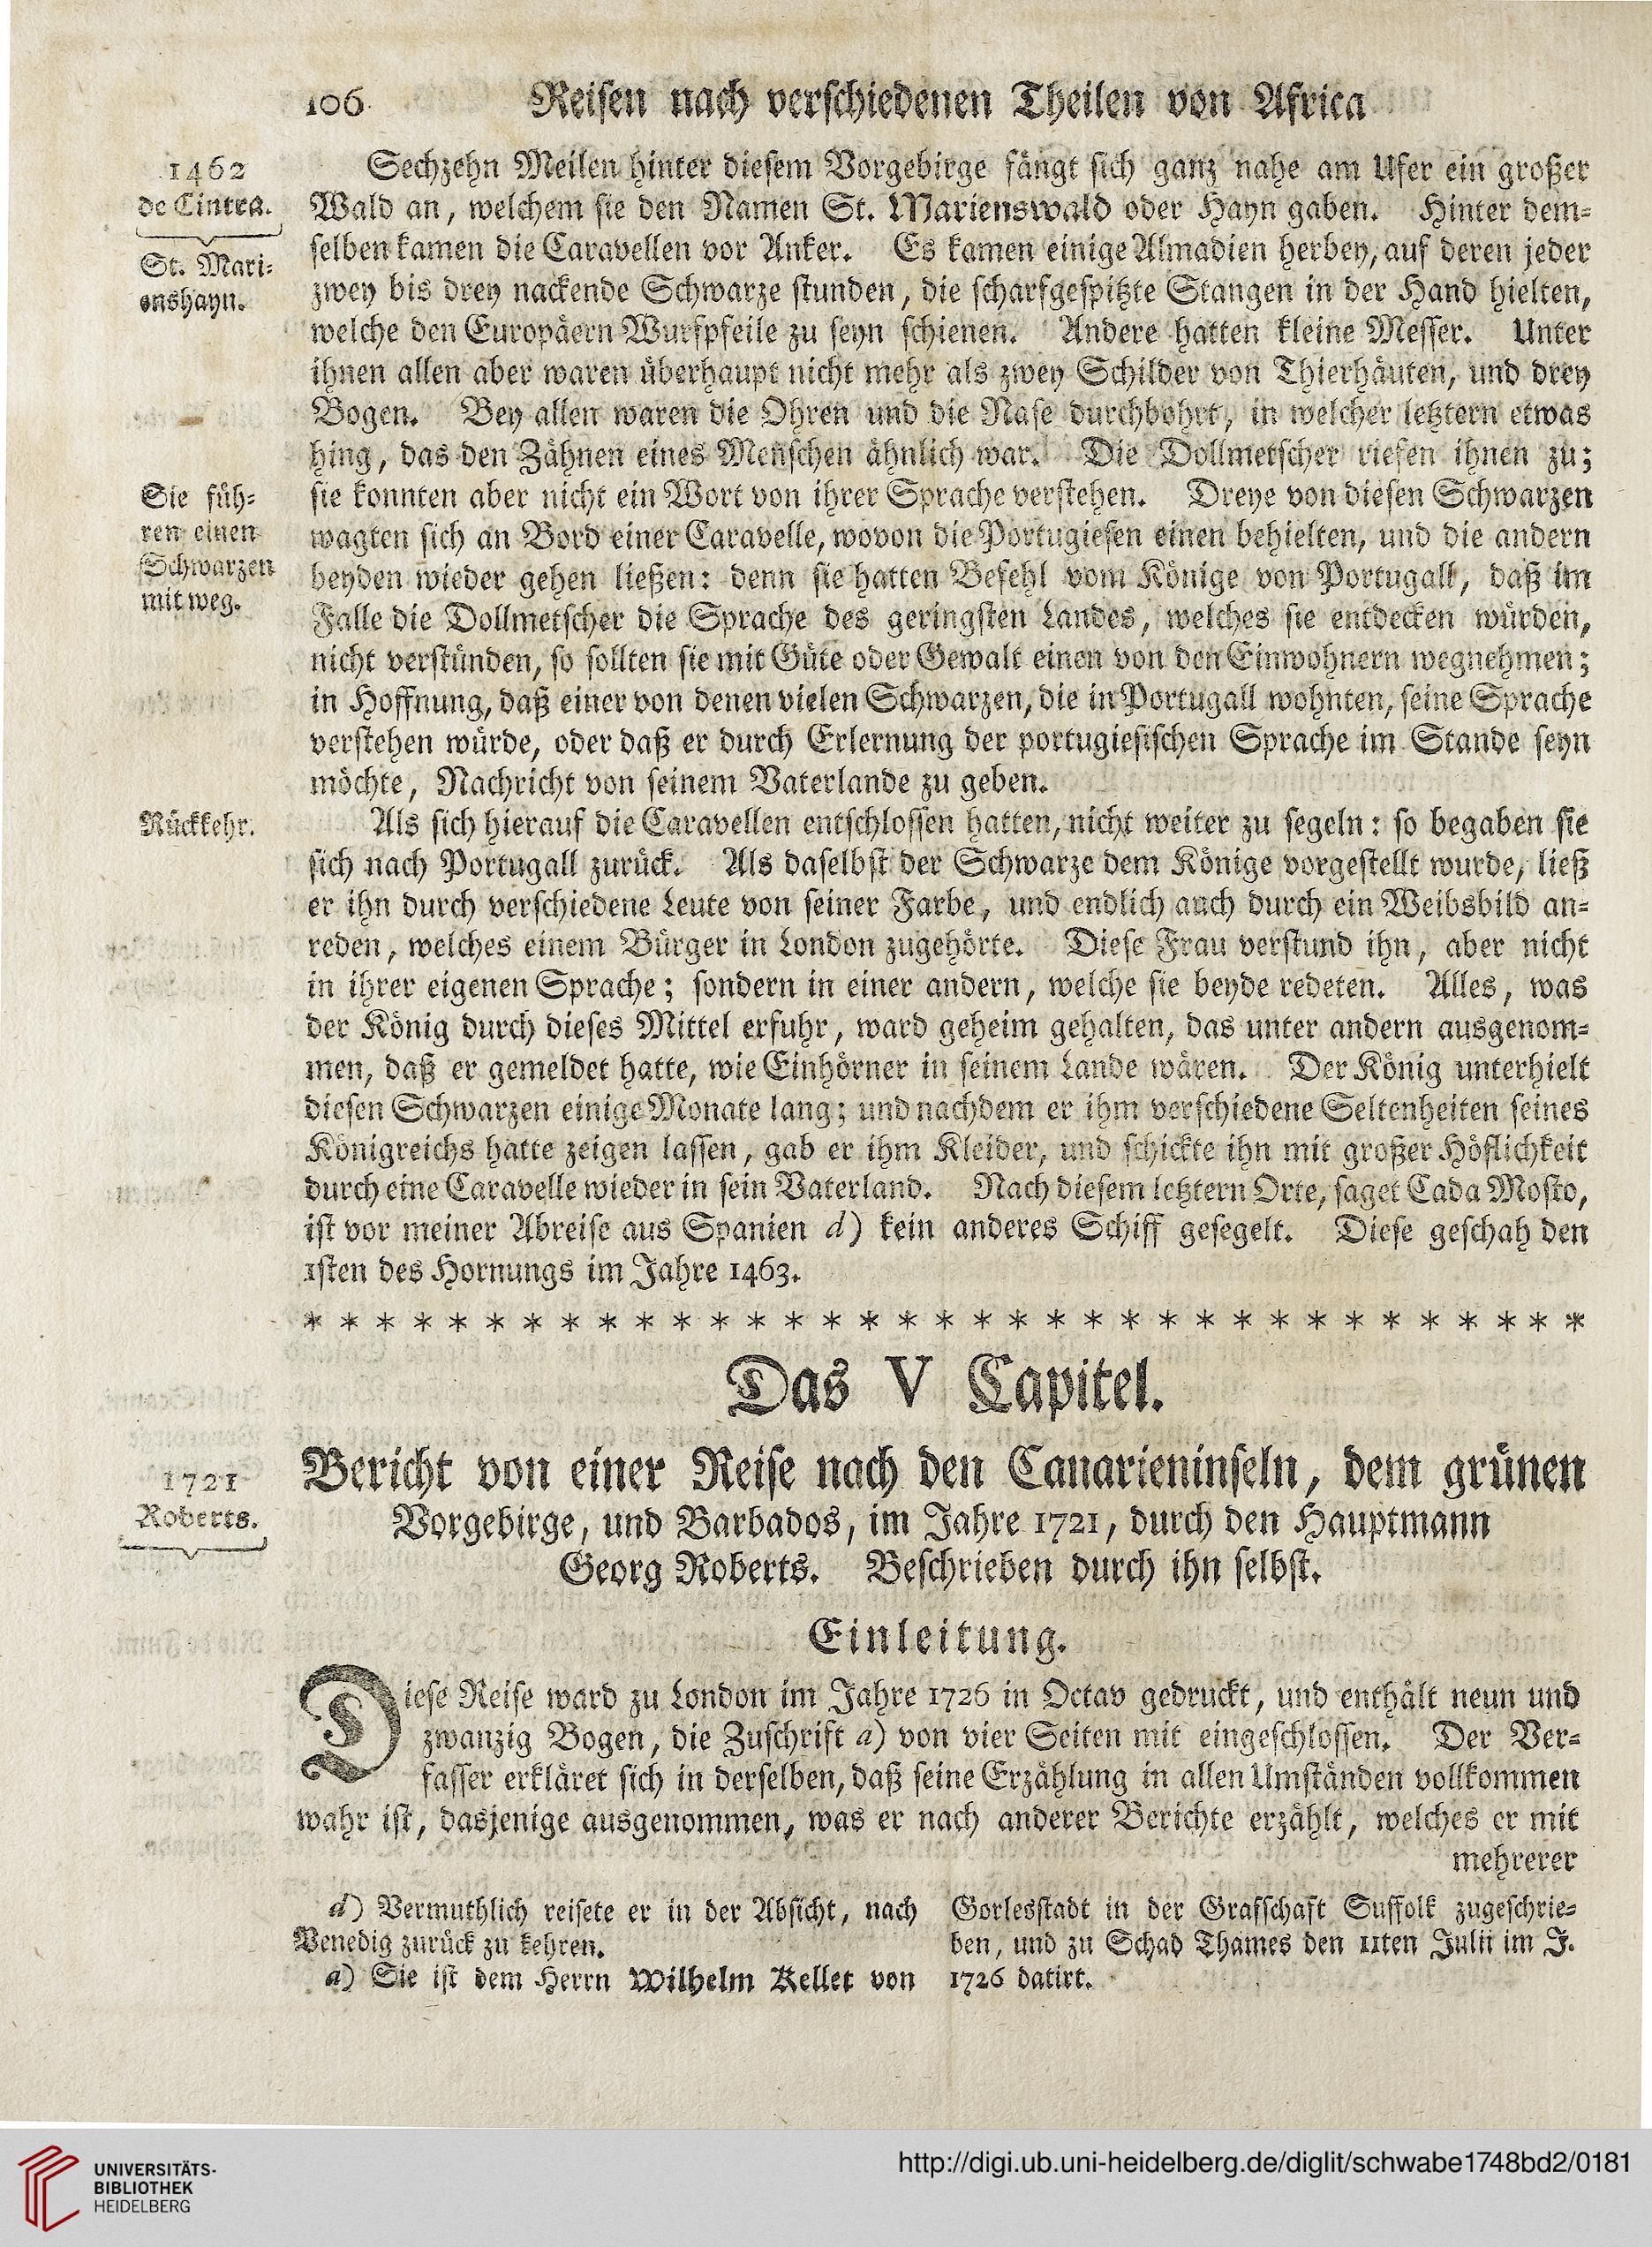 106 Reisen nach verschiedenen Theilen von Africa
1462
de Cintra.
St. Mari-
enshayn.
Sechzehn Meilen hinter diesem Vorgebirge fängt sich ganz nahe am Ufer ein großer
Wald an, welchem sie den Namen St. Marienswald oder Hayn gaben. Hinter dem-
selben kamen die Caravellen vor Anker. Es kamen einige Almadien herbey, auf deren jeder
zwey bis drey nackende Schwarze stunden, die scharfgespitzte Stangen in der Hand hielten,
welche den Europäern Wurfpfeile zu seyn schienen. Andere hatten kleine Messer. Unter
ihnen allen aber waren überhaupt nicht mehr als zwey Schilder von Thierhäuten, und drey
Bogen. Bey allen waren die Ohren und die Nase durchbohrt, in welcher letztern etwas
hing, das den Zähnen eines Menschen ähnlich war. Die Dollmetscher riefen ihnen zu;
Sie füh-
ren einen
Schwarzen
mit weg.
sie konnten aber nicht ein Wort von ihrer Sprache verstehen. Dreye von diesen Schwarzen
wagten sich an Bord einer Caravelle, wovon die Portugiesen einen behielten, und die andern
beyden wieder gehen ließen: denn sie hatten Befehl vom Könige von Portugall, daß im
Falle die Dollmetscher die Sprache des geringsten Landes, welches sie entdecken würden,
nicht verstünden, so sollten sie mit Güte oder Gewalt einen von den Einwohnern wegnehmen;
in Hoffnung, daß einer von denen vielen Schwarzen, die in Portugall wohnten, seine Sprache
verstehen würde, oder daß er durch Erlernung der portugiesischen Sprache im Stande seyn
möchte, Nachricht von seinem Vaterlande zu geben.
Rückkehr.
Als sich hierauf die Caravellen entschlossen hatten, nicht weiter zu segeln: so begaben sie
sich nach Portugall zurück. Als daselbst der Schwarze dem Könige vorgestellt wurde, ließ
er ihn durch verschiedene Leute von seiner Farbe, und endlich auch durch ein Weibsbild an-
reden, welches einem Bürger in London zugehörte. Diese Frau verstund ihn, aber nicht
in ihrer eigenen Sprache; sondern in einer andern, welche sie beyde redeten. Alles, was
der König durch dieses Mittel erfuhr, ward geheim gehalten, das unter andern ausgenom-
men, daß er gemeldet hatte, wie Einhörner in seinem Lande wären. Der König unterhielt
diesen Schwarzen einige Monate lang; und nachdem er ihm verschiedene Seltenheiten seines
Königreichs hatte zeigen lassen, gab er ihm Kleider, und schickte ihn mit großer Höflichkeit
durch eine Caravelle wieder in sein Vaterland. Nach diesem letztern Orte, saget Cada Mosto,
ist vor meiner Abreise aus Spanien d) kein anderes Schiff gesegelt. Diese geschah den
1sten des Hornungs im Jahre 1463.
* * * * * * * * * * * * * * * * * * * * * * * * * * * * * * * * * * *
Das V Capitel.
1721
Roberts.
Bericht von einer Reise nach den Canarieninseln, dem grünen
Vorgebirge, und Barbados, im Jahre 1721, durch den Hauptmann
Georg Roberts. Beschrieben durch ihn selbst.
Einleitung.
Diese Reise ward zu London im Jahre 1726 in Octav gedruckt, und enthält neun und
zwanzig Bogen, die Zuschrift a) von vier Seiten mit eingeschlossen. Der Ver-
fasser erkläret sich in derselben, daß seine Erzählung in allen Umständen vollkommen
wahr ist, dasjenige ausgenommen, was er nach anderer Berichte erzählt, welches er mit
mehrerer
d) Vermuthlich reisete er in der Absicht, nach
Venedig zurück zu kehren.
a) Sie ist dem Herrn Wilhelm Kellet von
Gorlesstadt in der Grafschaft Suffolk zugeschrie-
ben, und zu Schad Thames den 11ten Julii im J.
1726 datirt.
UNIVERSITÄTS-
BIBLIOTHEK
HEIDELBERG
http://digi.ub.uni-heidelberg.de/diglit/schwabe1748bd2/0181